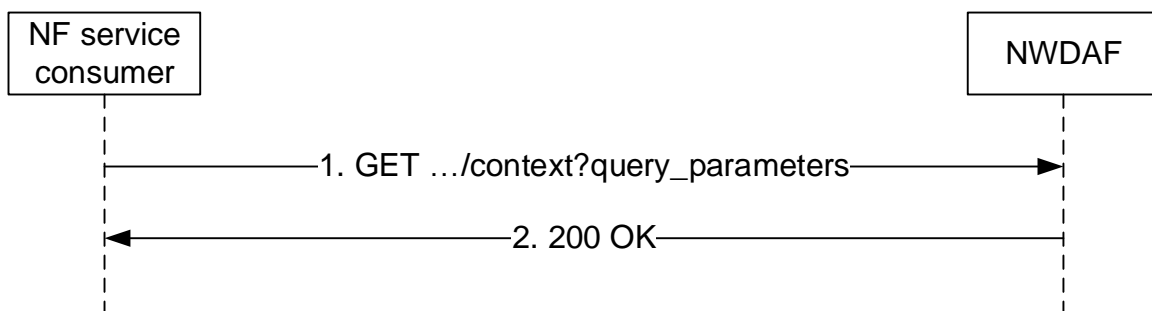 NF service
consumer
NWDAF
1. GET …/context?query_parameters
2. 200 OK